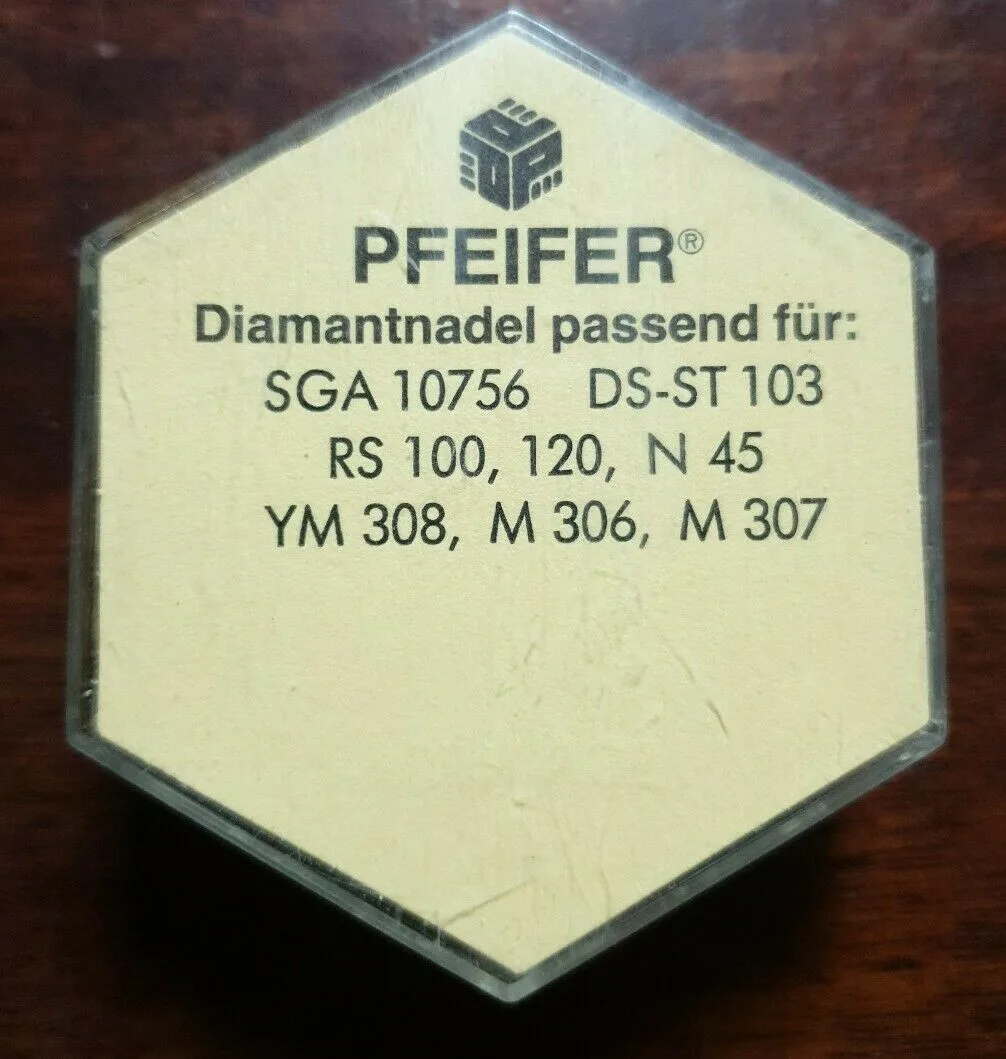 PFEIFER®
Diamantnadel passend für:
SGA 10756 DS-ST 103
RS 100, 120, N 45
YM 308, M 306, M 307